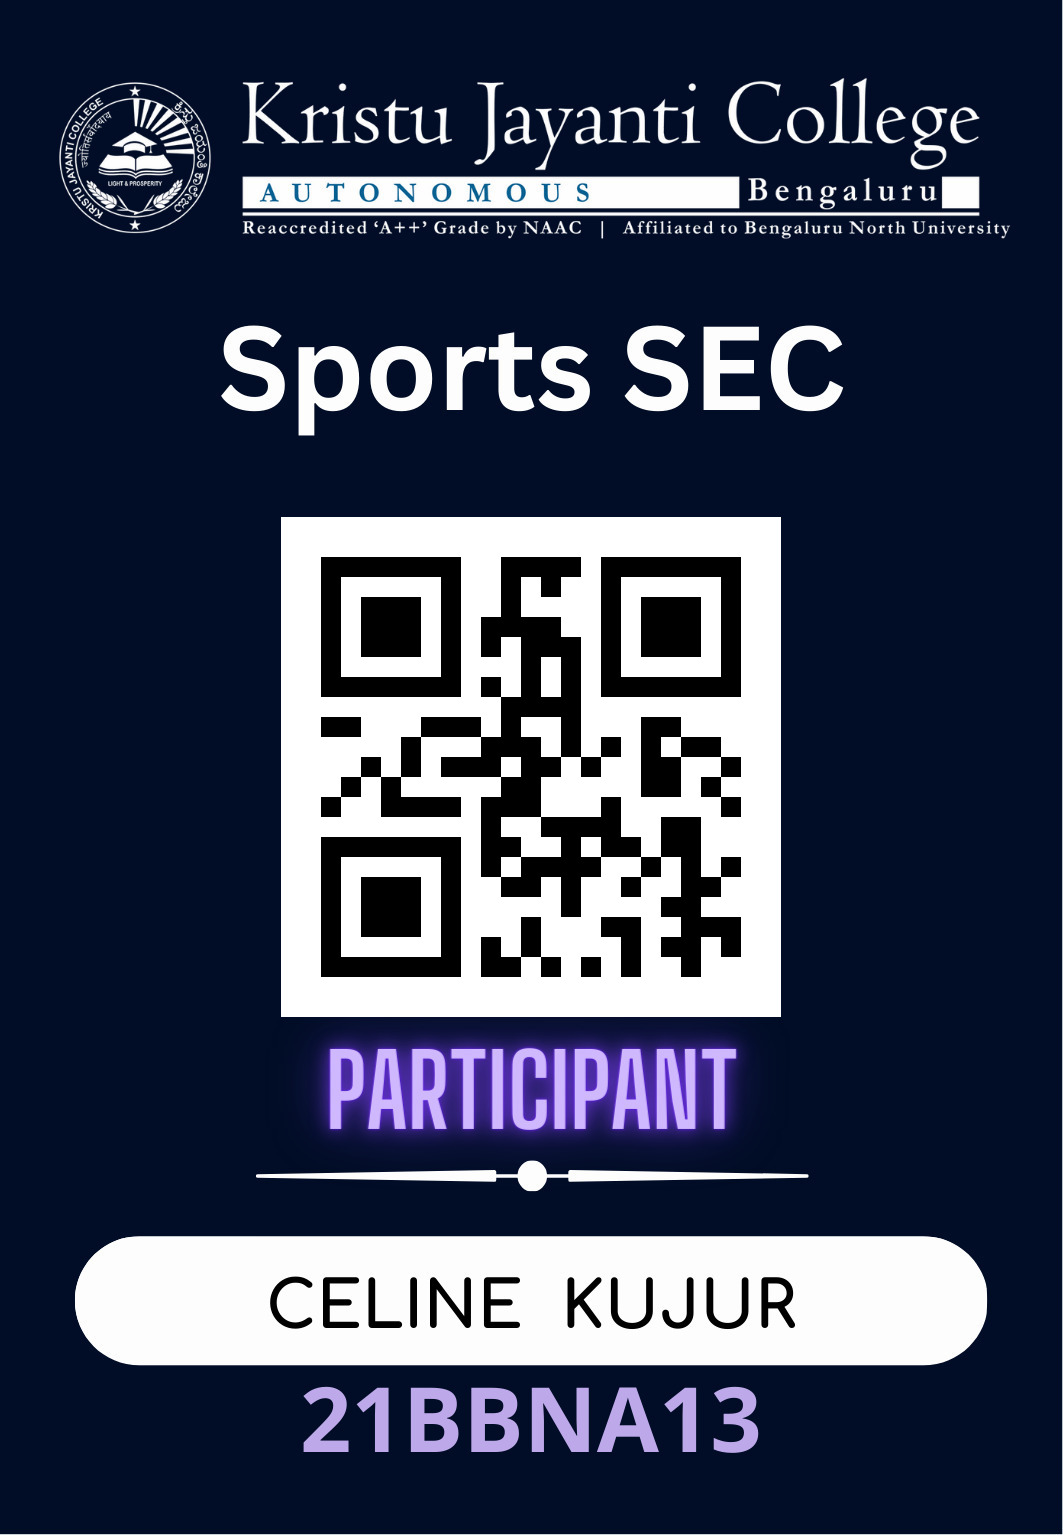 KRISTU JAYANTI COLLEGE
ಕ್ರಿಸ್ತು ಜಯಂತಿ ಕಾಲೇಜು
LIGHT & PROSPERITY
Kristu Jayanti College
AUTONOMOUS Bengaluru
Reaccredited ‘A++’ Grade by NAAC | Affiliated to Bengaluru North University
Sports SEC
PARTICIPANT
CELINE KUJUR
21BBNA13